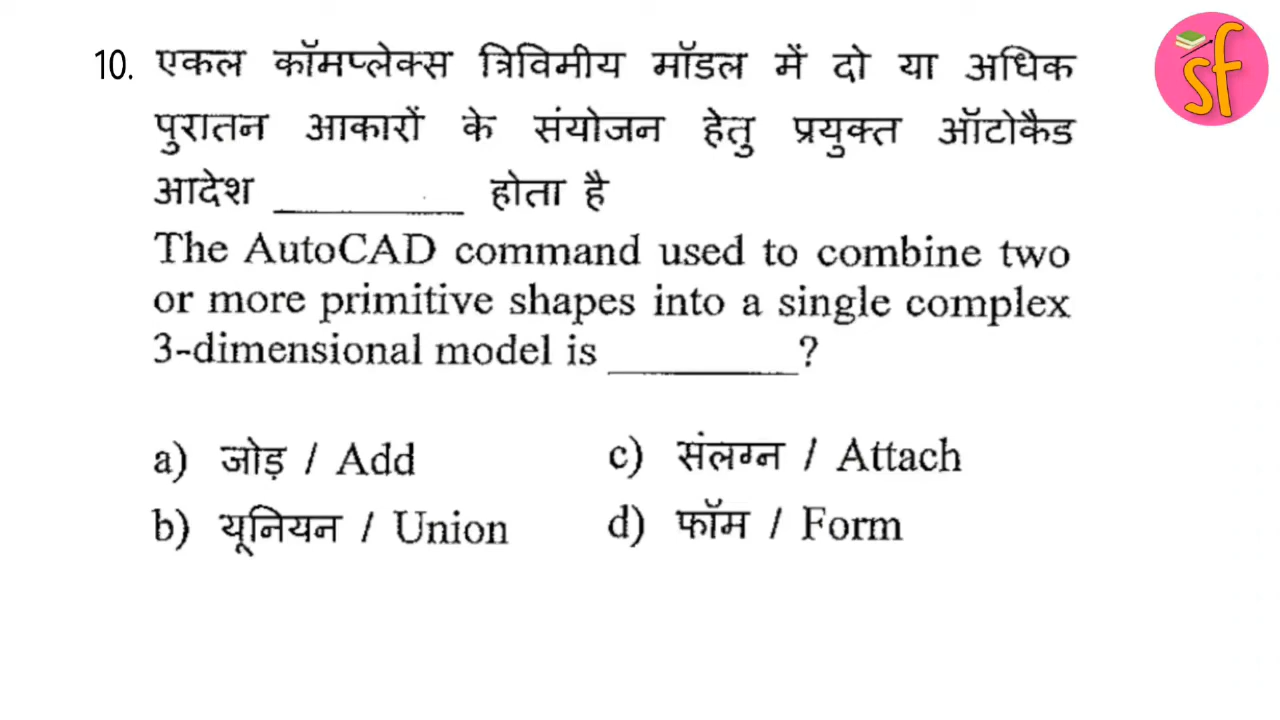 10. एकल कॉमप्लेक्स त्रिविमीय मॉडल में दो या अधिक
पुरातन आकारों के संयोजन हेतु प्रयुक्त ऑटोकैड
आदेश ________ होता है
The AutoCAD command used to combine two
or more primitive shapes into a single complex
3-dimensional model is ________ ?
a) जोड़ / Add
b) यूनियन / Union
c) संलग्न / Attach
d) फॉम / Form
sf